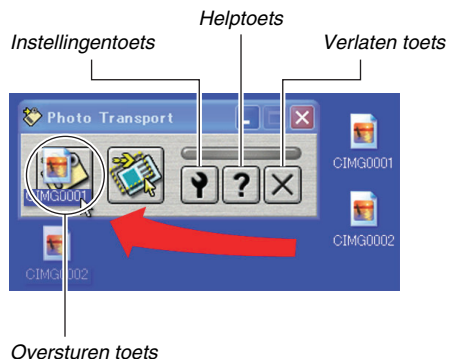 Helptoets
Instellingentoets
Verlaten toets
Photo Transport
CIMG0001
CIMG0001
?
CIMG0002
CIMG0002
Oversturen toets